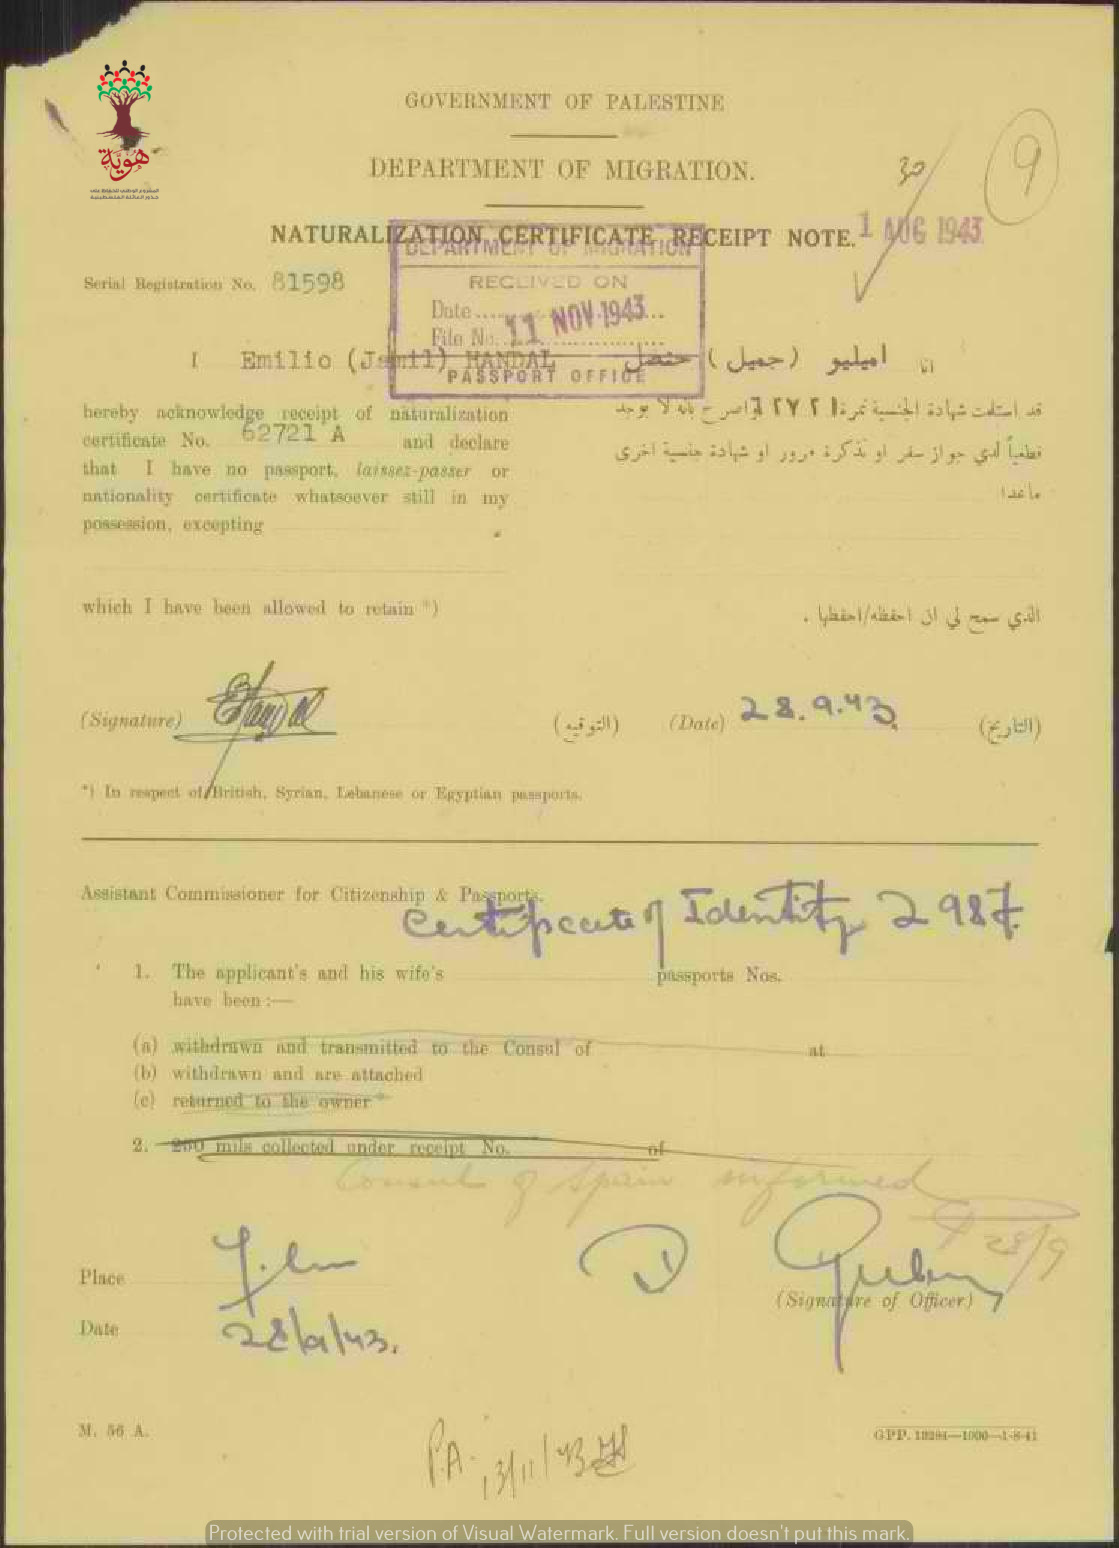 هوية
GOVERNMENT OF PALESTINE
DEPARTMENT OF MIGRATION.
30
9
NATURALIZATION CERTIFICATE RECEIPT NOTE.
1 AUG 1943
DEPARTMENT OF MIGRATION
RECEIVED ON
Date
11 NOV 1943
File No.
PASSPORT OFFICE
Serial Registration No. 81598
I Emilio (Jamil) HANDAL
انا اميليو (جميل) حنضل
hereby acknowledge receipt of naturalization
certificate No. 62721 A and declare
that I have no passport, laissez-passer or
nationality certificate whatsoever still in my
possession, excepting
قد استلمت شهادة الجنسية نمرة ٦٢٧٢١ واصرح بانه لا يوجد
قطعياً لدي جواز سفر او تذكرة مرور او شهادة جنسية اخرى
ما عدا
which I have been allowed to retain *)
الذي سمح لي ان احفظه/احفظها .
(Signature) EHandal (التوقيع)
(Date) 28.9.43 (التاريخ)
*) In respect of British, Syrian, Lebanese or Egyptian passports.
Assistant Commissioner for Citizenship & Passports.
Certificate of Identity 2987.
1. The applicant's and his wife's passports Nos.
have been :—
(a) withdrawn and transmitted to the Consul of at
(b) withdrawn and are attached
(c) returned to the owner
2. 250 mils collected under receipt No. of
Consul of Spain informed
28/9
Place
(Signature of Officer)
Date 28/9/43.
M. 56 A.
GPP. 13284—1000—1-8-41
P.A. 13/11/43
Protected with trial version of Visual Watermark. Full version doesn't put this mark.